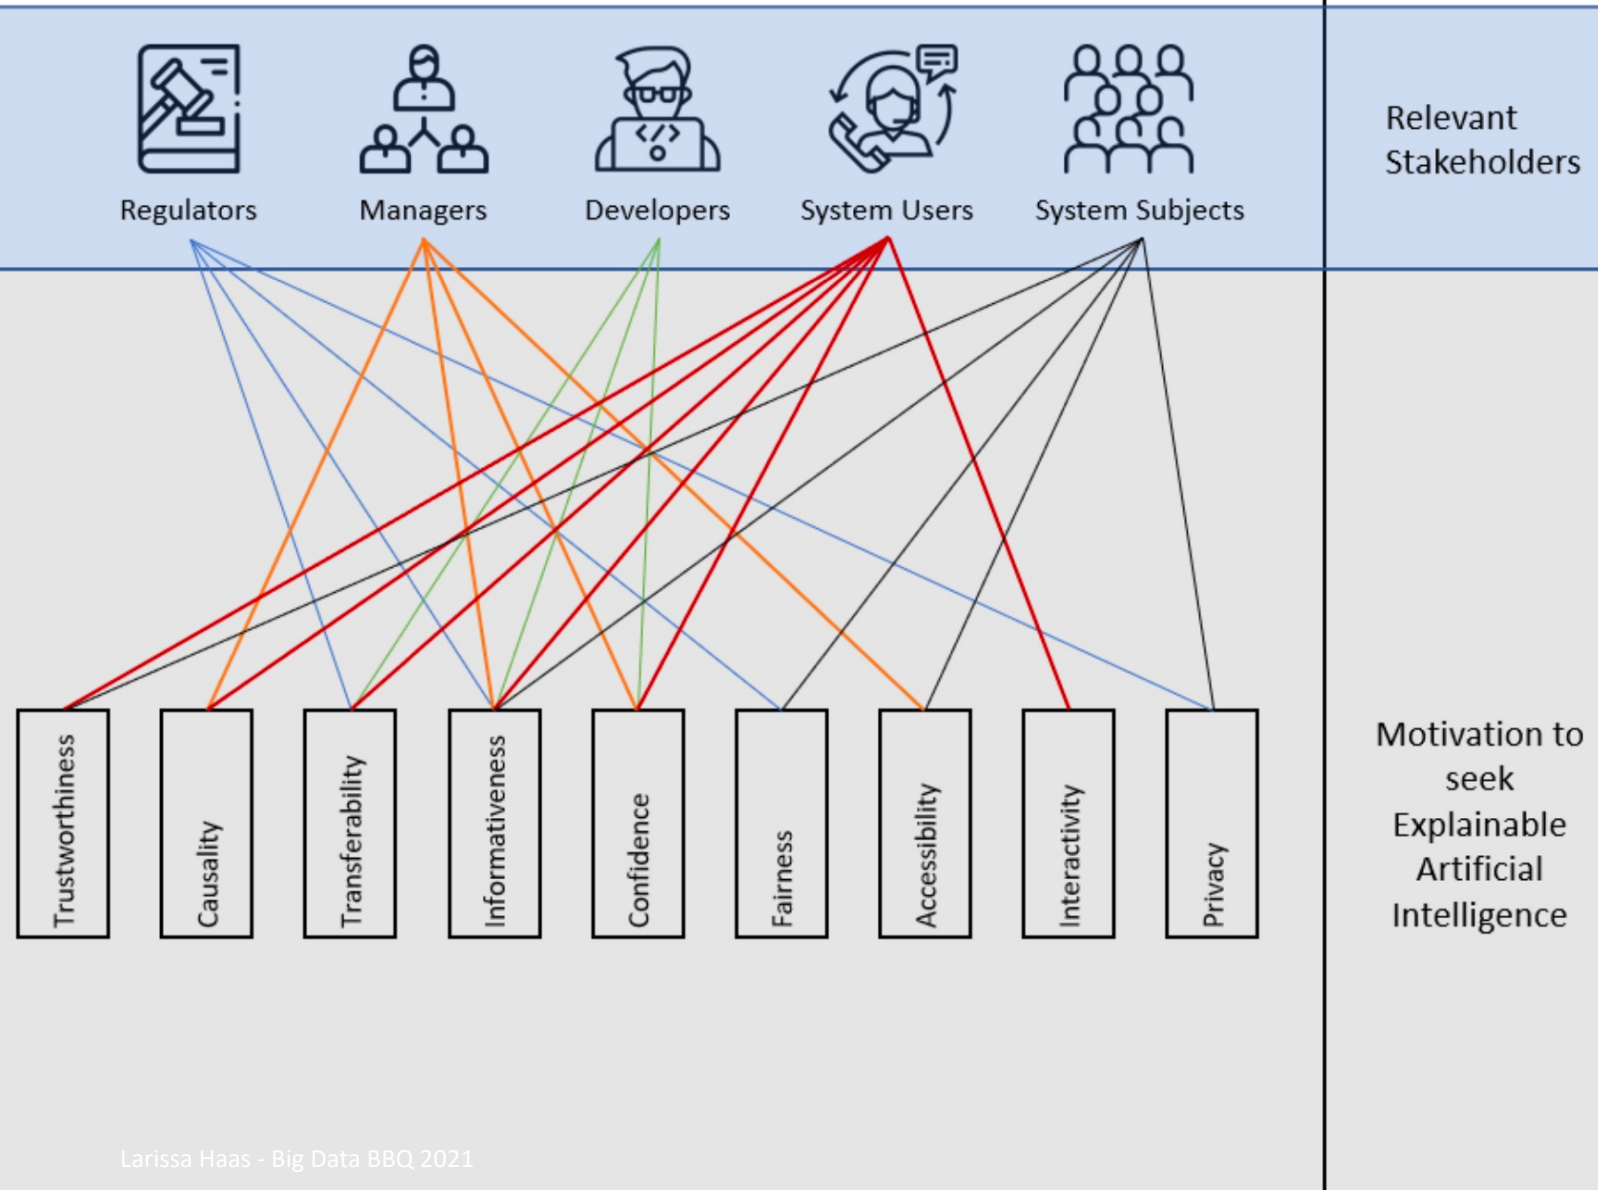 Relevant
Stakeholders
Regulators
Managers
Developers
System Users
System Subjects
Trustworthiness
Causality
Transferability
Informativeness
Confidence
Fairness
Accessibility
Interactivity
Privacy
Motivation to
seek
Explainable
Artificial
Intelligence
Larissa Haas - Big Data BBQ 2021